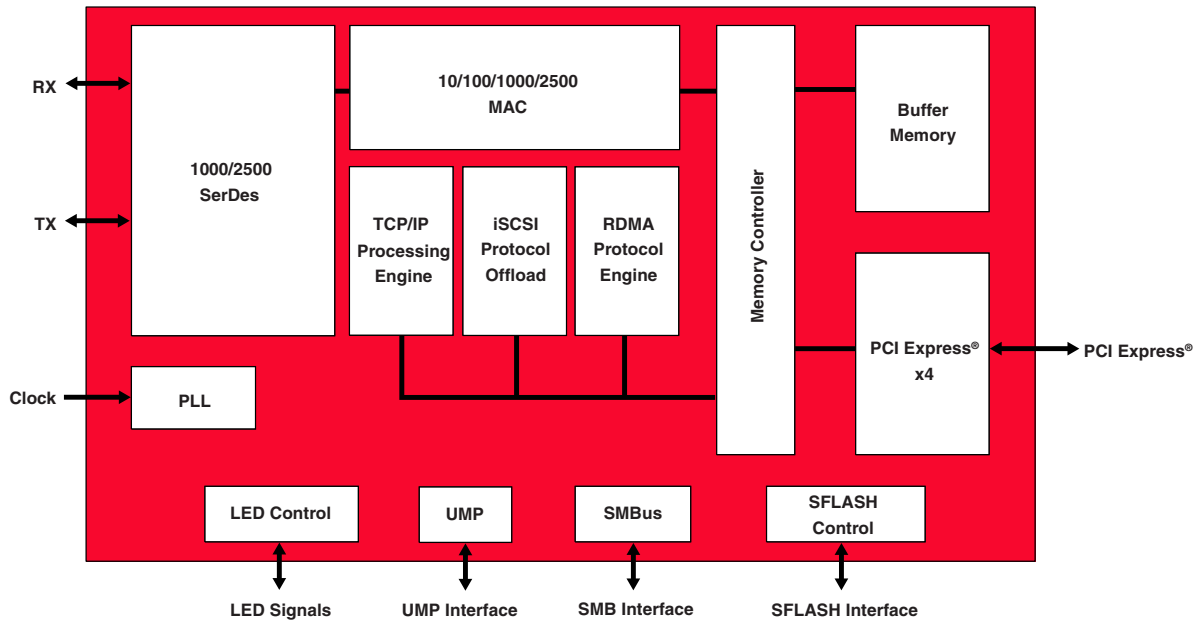 RX
TX
Clock
1000/2500
SerDes
10/100/1000/2500
MAC
TCP/IP
Processing
Engine
iSCSI
Protocol
Offload
RDMA
Protocol
Engine
Memory Controller
Buffer
Memory
PCI Express®
x4
PCI Express®
PLL
LED Control
UMP
SMBus
SFLASH
Control
LED Signals
UMP Interface
SMB Interface
SFLASH Interface